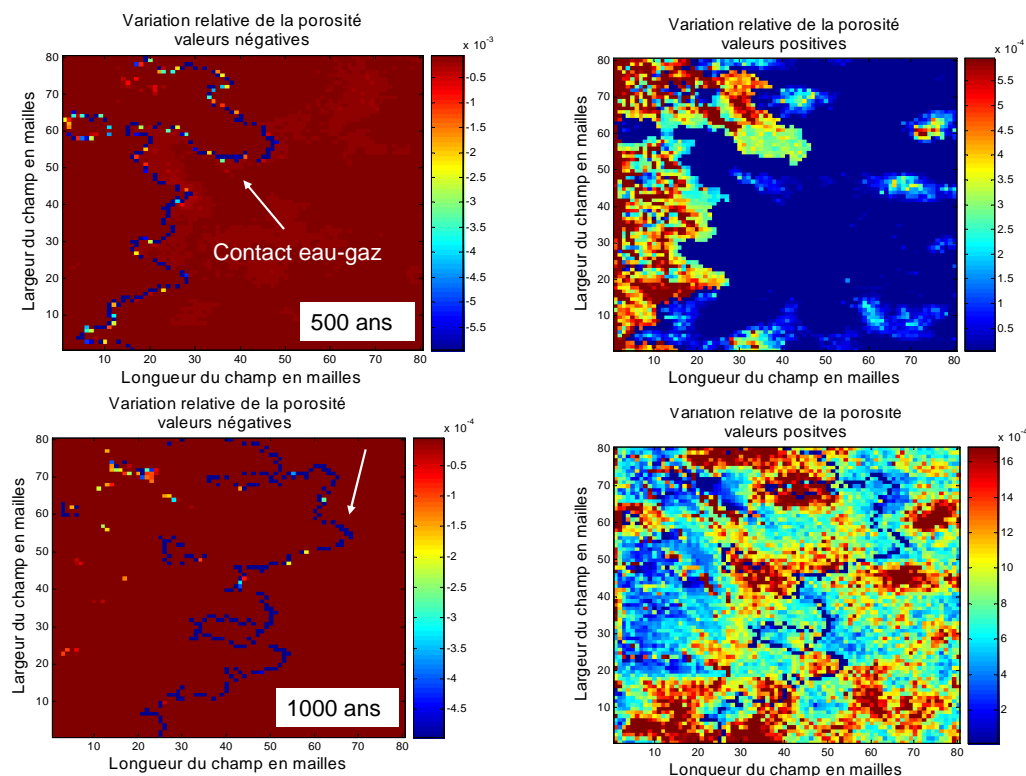 Variation relative de la porosité
valeurs négatives
x 10⁻³
80
70
60
50
40
30
20
10
Largeur du champ en mailles
10 20 30 40 50 60 70 80
Longueur du champ en mailles
-0.5
-1
-1.5
-2
-2.5
-3
-3.5
-4
-4.5
-5
-5.5
Contact eau-gaz
500 ans
Variation relative de la porosité
valeurs positives
x 10⁻⁴
80
70
60
50
40
30
20
10
Largeur du champ en mailles
10 20 30 40 50 60 70 80
Longueur du champ en mailles
5.5
5
4.5
4
3.5
3
2.5
2
1.5
1
0.5
Variation relative de la porosité
valeurs négatives
x 10⁻⁴
80
70
60
50
40
30
20
10
Largeur du champ en mailles
10 20 30 40 50 60 70 80
Longueur du champ en mailles
-0.5
-1
-1.5
-2
-2.5
-3
-3.5
-4
-4.5
1000 ans
Variation relative de la porosité
valeurs positves
x 10⁻⁴
80
70
60
50
40
30
20
10
Largeur du champ en mailles
10 20 30 40 50 60 70 80
Longueur du champ en mailles
16
14
12
10
8
6
4
2